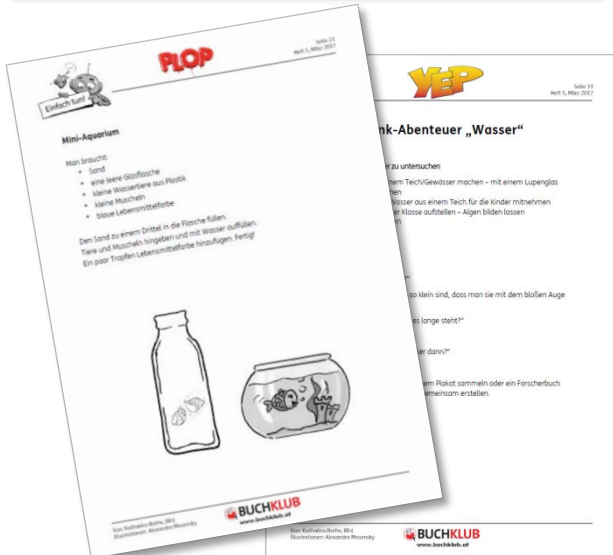 PLOP
Seite 23
Heft 5, März 2017
Einfach tun!
Mini-Aquarium
Man braucht:
• Sand
• eine leere Glasflasche
• kleine Wassertiere aus Plastik
• kleine Muscheln
• blaue Lebensmittelfarbe
Den Sand zu einem Drittel in die Flasche füllen.
Tiere und Muscheln hingeben und mit Wasser auffüllen.
Ein paar Tropfen Lebensmittelfarbe hinzufügen. Fertig!
Von: Katharina Rothe, BEd
Illustrationen: Alexandra Mesensky
BUCHKLUB
www.buchklub.at
YEP
Seite 33
Heft 5, März 2017
nk-Abenteuer „Wasser“
er zu untersuchen
nem Teich/Gewässer machen – mit einem Lupenglas
hen
Wasser aus einem Teich für die Kinder mitnehmen
er Klasse aufstellen – Algen bilden lassen
en
so klein sind, dass man sie mit dem bloßen Auge
es lange steht?“
er dann?“
em Plakat sammeln oder ein Forscherbuch
emeinsam erstellen.
Von: Katharina Rothe, BEd
Illustrationen: Alexandra Mesensky
BUCHKLUB
www.buchklub.at